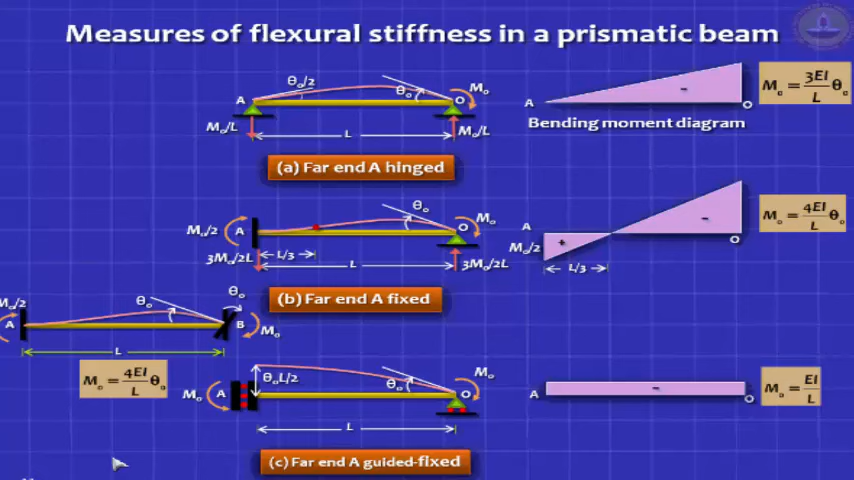 Measures of flexural stiffness in a prismatic beam
θₒ/2
θₒ
Mₒ
A
O
Mₒ/L
Mₒ/L
L
A
O
Bending moment diagram
Mₒ = 3EI/L θₒ
(a) Far end A hinged
θₒ
Mₒ
Mₒ/2
A
O
3Mₒ/2L
L/3
L
3Mₒ/2L
A
Mₒ/2
+
-
O
L/3
Mₒ = 4EI/L θₒ
(b) Far end A fixed
Mₒ/2
θₒ
θₒ
A
B
Mₒ
L
Mₒ = 4EI/L θₒ
θₒL/2
θₒ
Mₒ
Mₒ
A
O
L
A
-
O
Mₒ = EI/L
(c) Far end A guided-fixed